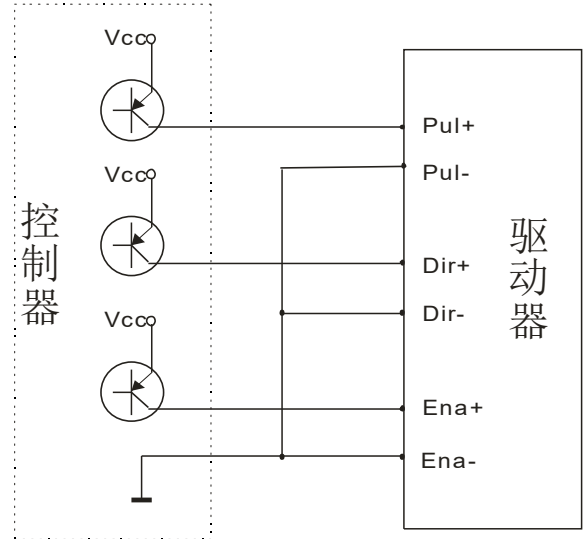 Vcc
Pul+
Pul-
Vcc
Dir+
Dir-
Vcc
Ena+
Ena-
控制器
驱动器